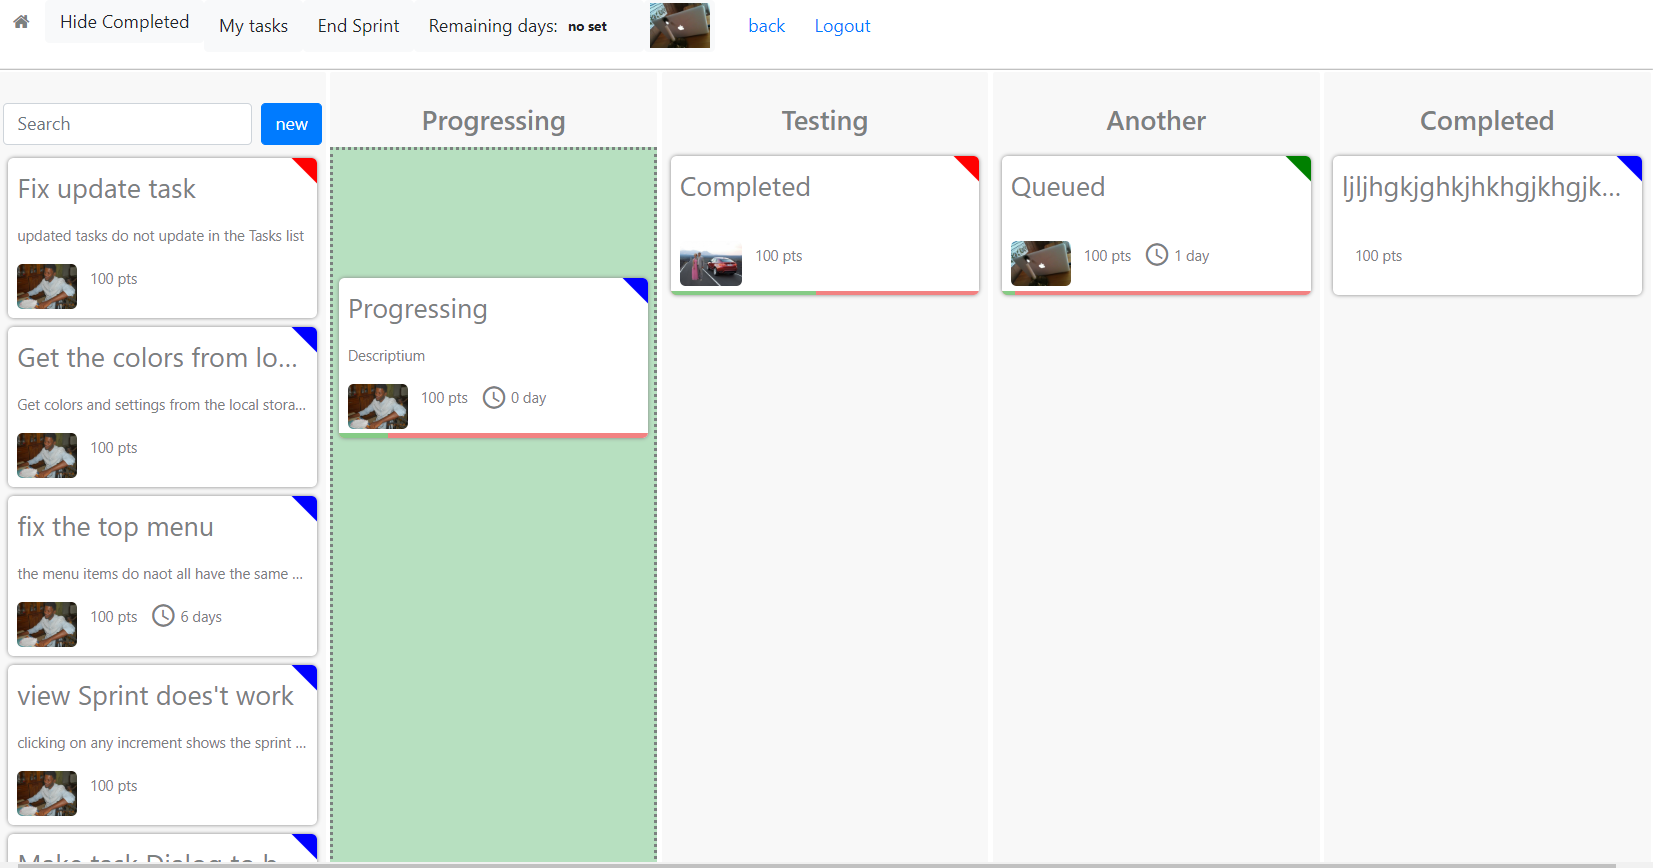 Hide Completed
My tasks
End Sprint
Remaining days: no set
back
Logout
Search
new
Progressing
Testing
Another
Completed
Fix update task
updated tasks do not update in the Tasks list
100 pts
Get the colors from lo...
Get colors and settings from the local stora...
100 pts
fix the top menu
the menu items do naot all have the same ...
100 pts
6 days
view Sprint does't work
clicking on any increment shows the sprint ...
100 pts
Make task Dialog to b
Progressing
Descriptium
100 pts
0 day
Completed
100 pts
Queued
100 pts
1 day
ljljhgkjghkjhkhgjkhgjk...
100 pts